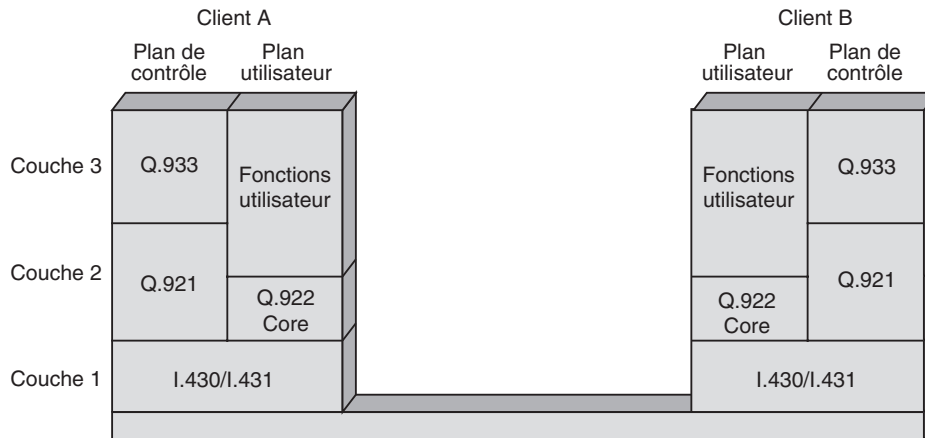 Client A
Client B
Plan de
contrôle
Plan
utilisateur
Plan
utilisateur
Plan de
contrôle
Couche 3
Q.933
Fonctions
utilisateur
Fonctions
utilisateur
Q.933
Couche 2
Q.921
Q.922
Core
Q.922
Core
Q.921
Couche 1
I.430/I.431
I.430/I.431